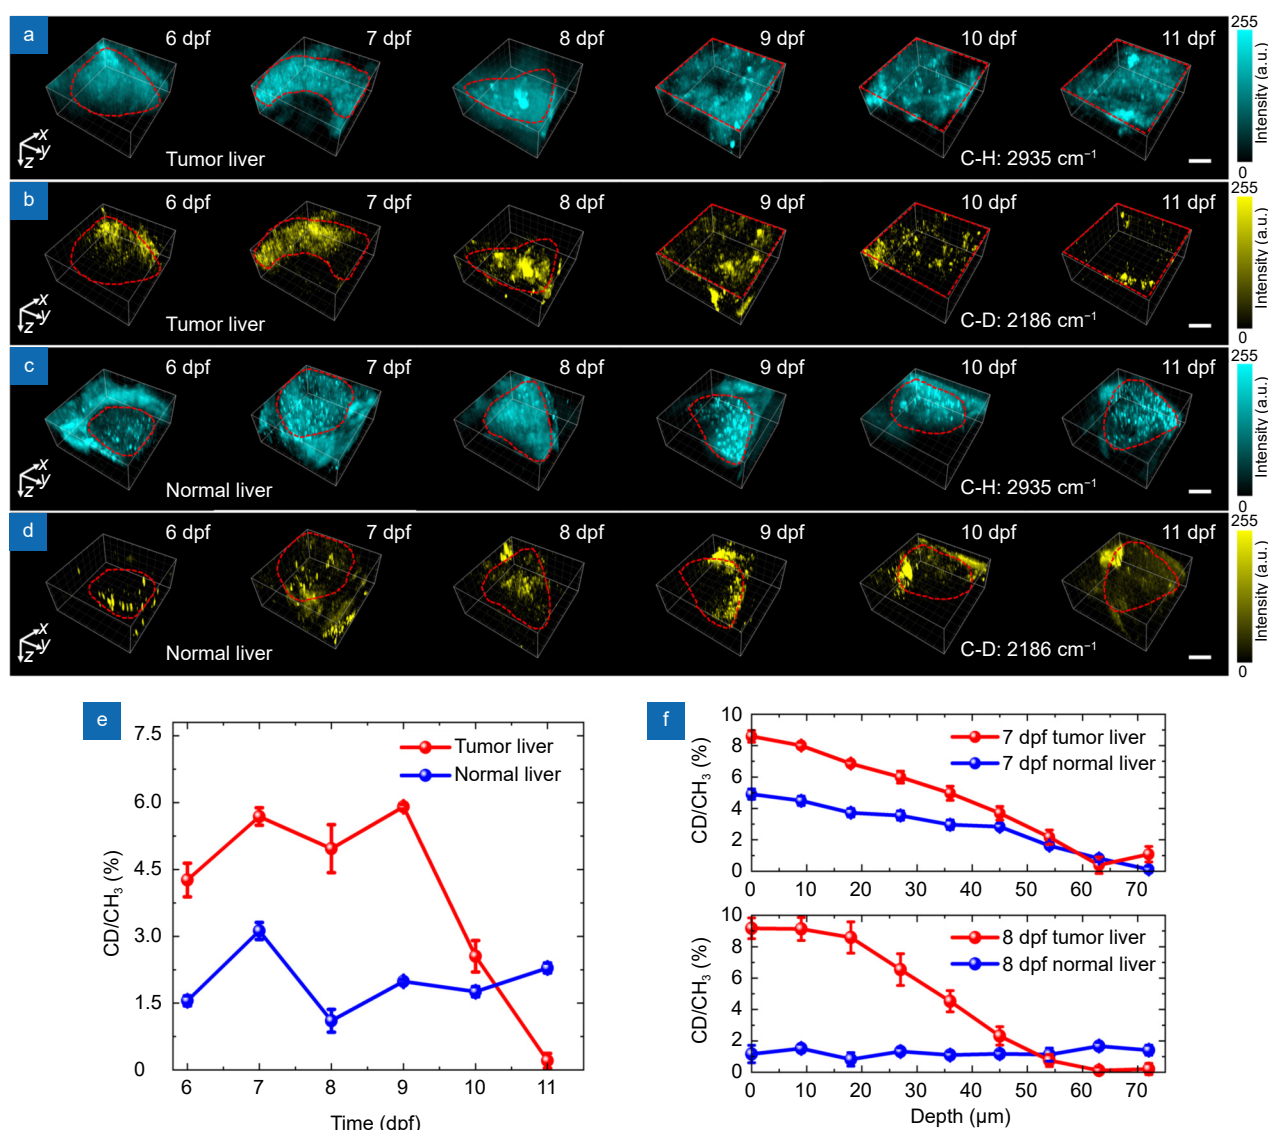 a
6 dpf 7 dpf 8 dpf 9 dpf 10 dpf 11 dpf
x
y
z
Tumor liver
C-H: 2935 cm⁻¹
255
Intensity (a.u.)
0
b
6 dpf 7 dpf 8 dpf 9 dpf 10 dpf 11 dpf
x
y
z
Tumor liver
C-D: 2186 cm⁻¹
255
Intensity (a.u.)
0
c
6 dpf 7 dpf 8 dpf 9 dpf 10 dpf 11 dpf
x
y
z
Normal liver
C-H: 2935 cm⁻¹
255
Intensity (a.u.)
0
d
6 dpf 7 dpf 8 dpf 9 dpf 10 dpf 11 dpf
x
y
z
Normal liver
C-D: 2186 cm⁻¹
255
Intensity (a.u.)
0
e
CD/CH₃ (%)
7.5
6.0
4.5
3.0
1.5
0
Tumor liver
Normal liver
6 7 8 9 10 11
Time (dpf)
f
CD/CH₃ (%)
10
8
6
4
2
0
7 dpf tumor liver
7 dpf normal liver
0 10 20 30 40 50 60 70
CD/CH₃ (%)
10
8
6
4
2
0
8 dpf tumor liver
8 dpf normal liver
0 10 20 30 40 50 60 70
Depth (μm)